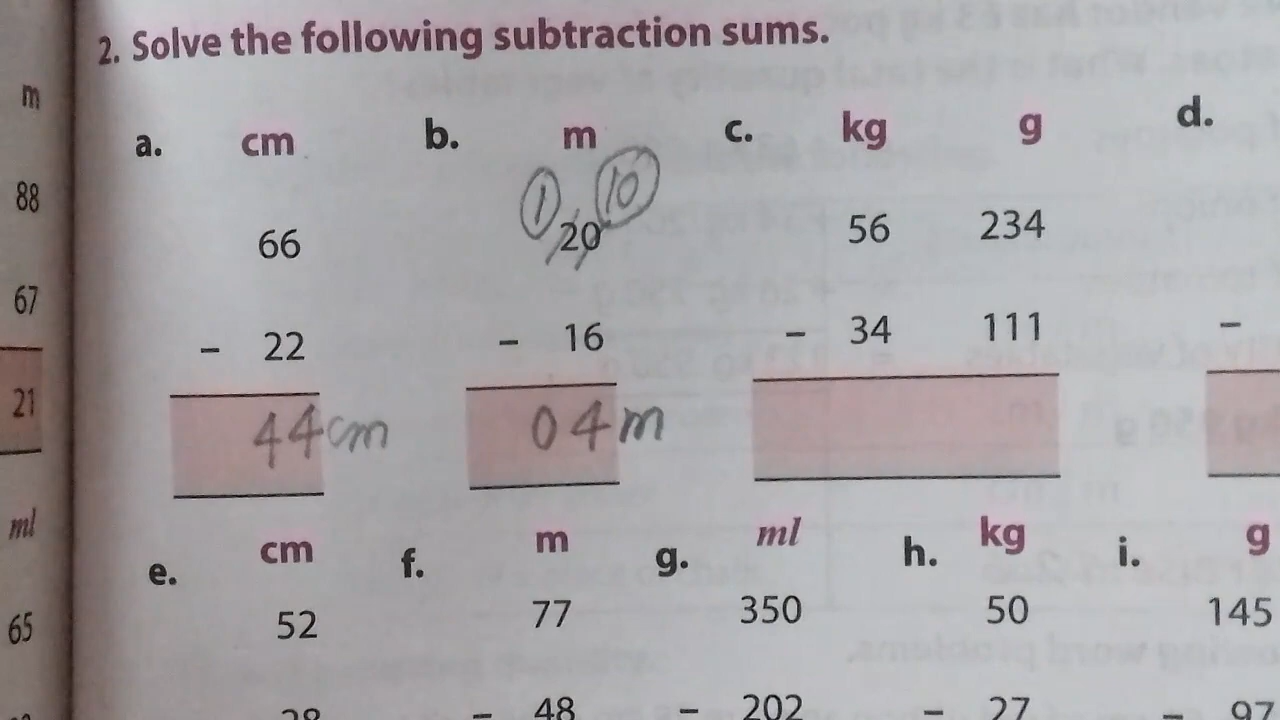 2. Solve the following subtraction sums.
m
a. cm b. m c. kg g d.
1 10
88
66 20 56 234
67
- 22 - 16 - 34 111 -
21
44cm 04m
ml
e. cm f. m g. ml h. kg i. g
65
52 77 350 50 145
- 48 - 202 - 27 - 97